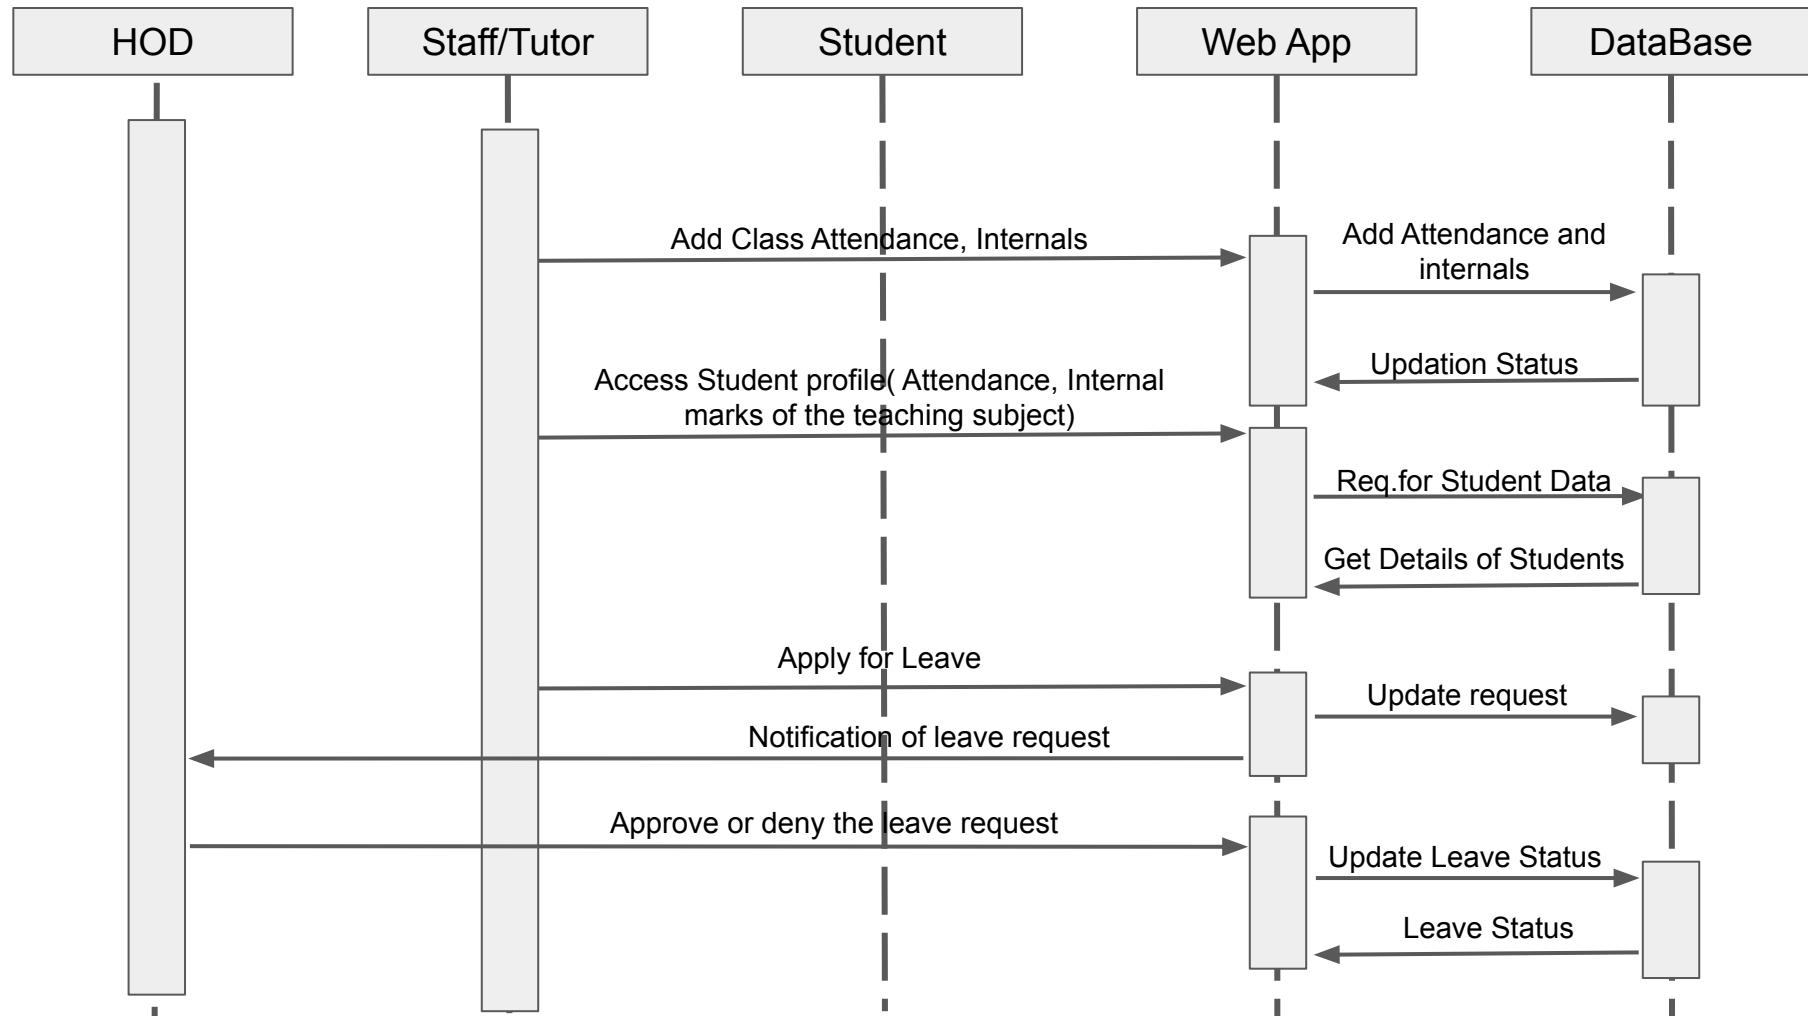 HOD
Staff/Tutor
Student
Web App
DataBase
Add Class Attendance, Internals
Add Attendance and
internals
Updation Status
Access Student profile( Attendance, Internal
marks of the teaching subject)
Req.for Student Data
Get Details of Students
Apply for Leave
Update request
Notification of leave request
Approve or deny the leave request
Update Leave Status
Leave Status